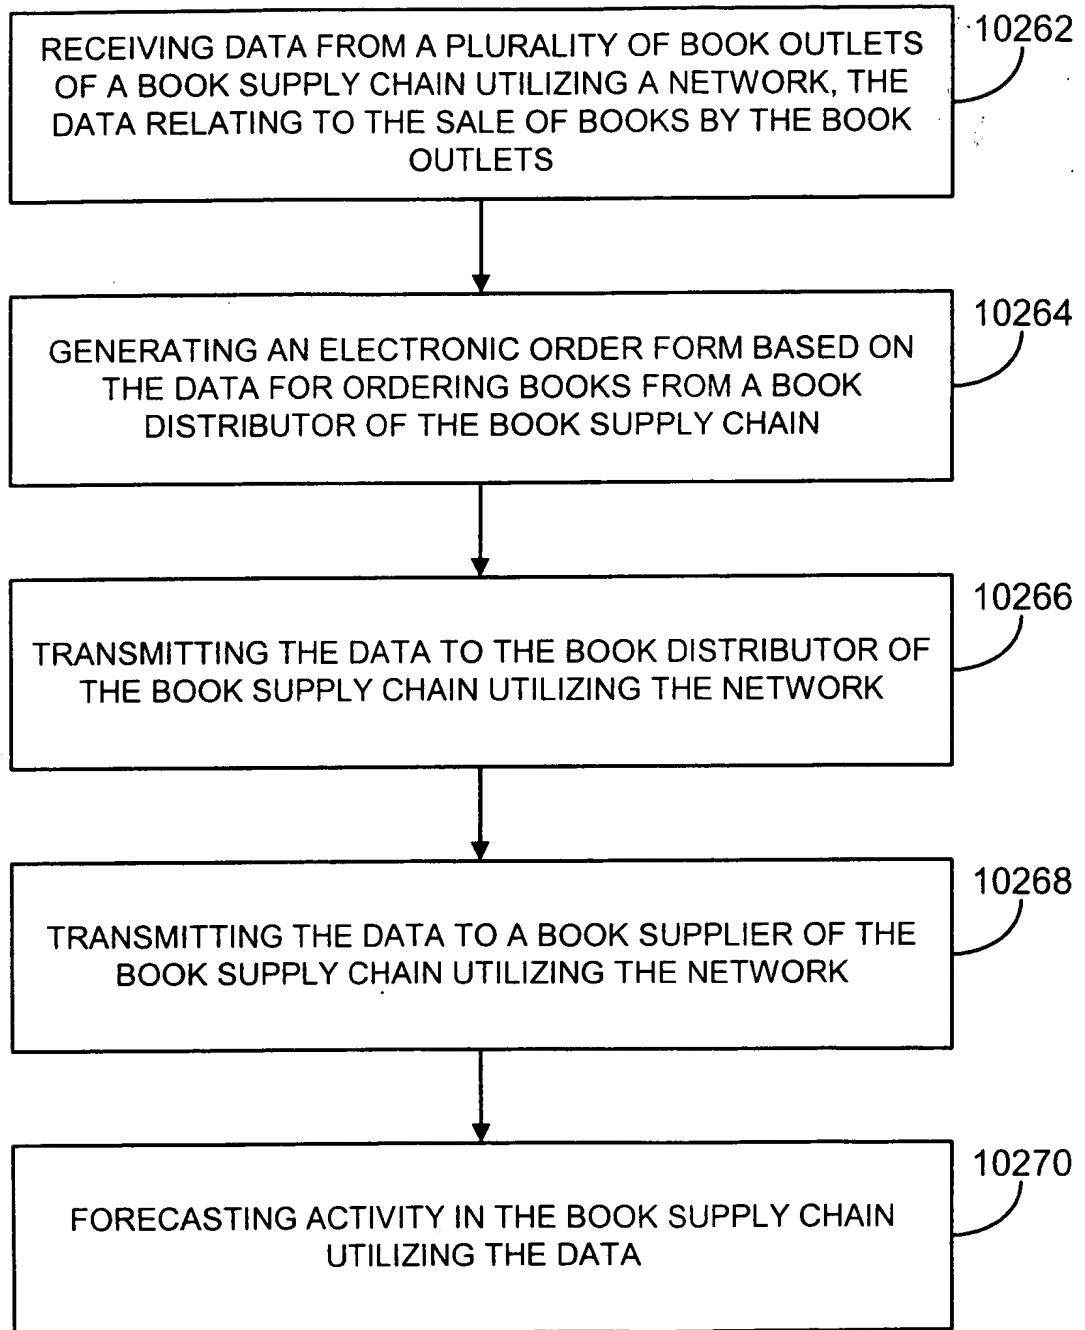 RECEIVING DATA FROM A PLURALITY OF BOOK OUTLETS
OF A BOOK SUPPLY CHAIN UTILIZING A NETWORK, THE
DATA RELATING TO THE SALE OF BOOKS BY THE BOOK
OUTLETS
10262
GENERATING AN ELECTRONIC ORDER FORM BASED ON
THE DATA FOR ORDERING BOOKS FROM A BOOK
DISTRIBUTOR OF THE BOOK SUPPLY CHAIN
10264
TRANSMITTING THE DATA TO THE BOOK DISTRIBUTOR OF
THE BOOK SUPPLY CHAIN UTILIZING THE NETWORK
10266
TRANSMITTING THE DATA TO A BOOK SUPPLIER OF THE
BOOK SUPPLY CHAIN UTILIZING THE NETWORK
10268
FORECASTING ACTIVITY IN THE BOOK SUPPLY CHAIN
UTILIZING THE DATA
10270